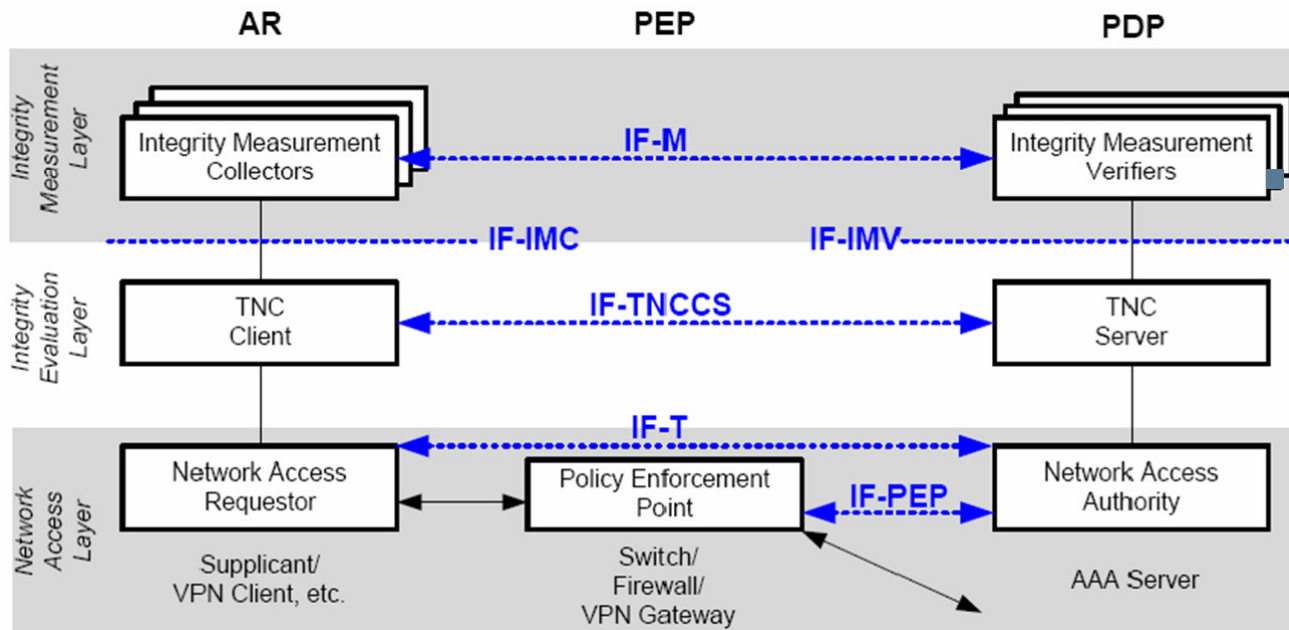 AR
PEP
PDP
Integrity
Measurement
Layer
Integrity Measurement
Collectors
IF-M
Integrity Measurement
Verifiers
IF-IMC
IF-IMV
Integrity
Evaluation
Layer
TNC
Client
IF-TNCCS
TNC
Server
Network
Access
Layer
IF-T
Network Access
Requestor
Policy Enforcement
Point
IF-PEP
Network Access
Authority
Supplicant/
VPN Client, etc.
Switch/
Firewall/
VPN Gateway
AAA Server